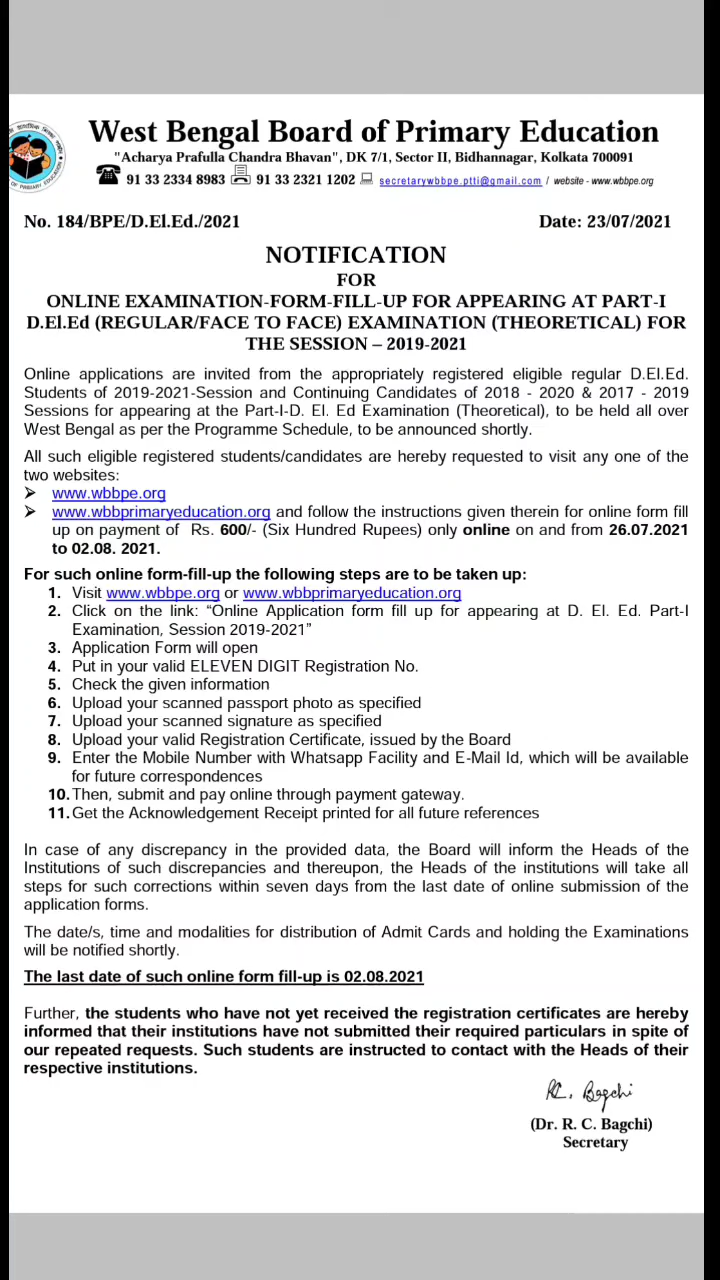 West Bengal Board of Primary Education
"Acharya Prafulla Chandra Bhavan", DK 7/1, Sector II, Bidhannagar, Kolkata 700091
91 33 2334 8983 91 33 2321 1202 secretarywbbpe.ptti@gmail.com / website - www.wbbpe.org
No. 184/BPE/D.El.Ed./2021 Date: 23/07/2021
NOTIFICATION
FOR
ONLINE EXAMINATION-FORM-FILL-UP FOR APPEARING AT PART-I
D.El.Ed (REGULAR/FACE TO FACE) EXAMINATION (THEORETICAL) FOR
THE SESSION – 2019-2021
Online applications are invited from the appropriately registered eligible regular D.El.Ed.
Students of 2019-2021-Session and Continuing Candidates of 2018 - 2020 & 2017 - 2019
Sessions for appearing at the Part-I-D. El. Ed Examination (Theoretical), to be held all over
West Bengal as per the Programme Schedule, to be announced shortly.
All such eligible registered students/candidates are hereby requested to visit any one of the
two websites:
➢ www.wbbpe.org
➢ www.wbbprimaryeducation.org and follow the instructions given therein for online form fill
up on payment of Rs. 600/- (Six Hundred Rupees) only online on and from 26.07.2021
to 02.08. 2021.
For such online form-fill-up the following steps are to be taken up:
1. Visit www.wbbpe.org or www.wbbprimaryeducation.org
2. Click on the link: “Online Application form fill up for appearing at D. El. Ed. Part-I
Examination, Session 2019-2021”
3. Application Form will open
4. Put in your valid ELEVEN DIGIT Registration No.
5. Check the given information
6. Upload your scanned passport photo as specified
7. Upload your scanned signature as specified
8. Upload your valid Registration Certificate, issued by the Board
9. Enter the Mobile Number with Whatsapp Facility and E-Mail Id, which will be available
for future correspondences
10. Then, submit and pay online through payment gateway.
11. Get the Acknowledgement Receipt printed for all future references
In case of any discrepancy in the provided data, the Board will inform the Heads of the
Institutions of such discrepancies and thereupon, the Heads of the institutions will take all
steps for such corrections within seven days from the last date of online submission of the
application forms.
The date/s, time and modalities for distribution of Admit Cards and holding the Examinations
will be notified shortly.
The last date of such online form fill-up is 02.08.2021
Further, the students who have not yet received the registration certificates are hereby
informed that their institutions have not submitted their required particulars in spite of
our repeated requests. Such students are instructed to contact with the Heads of their
respective institutions.
R.C. Bagchi
(Dr. R. C. Bagchi)
Secretary